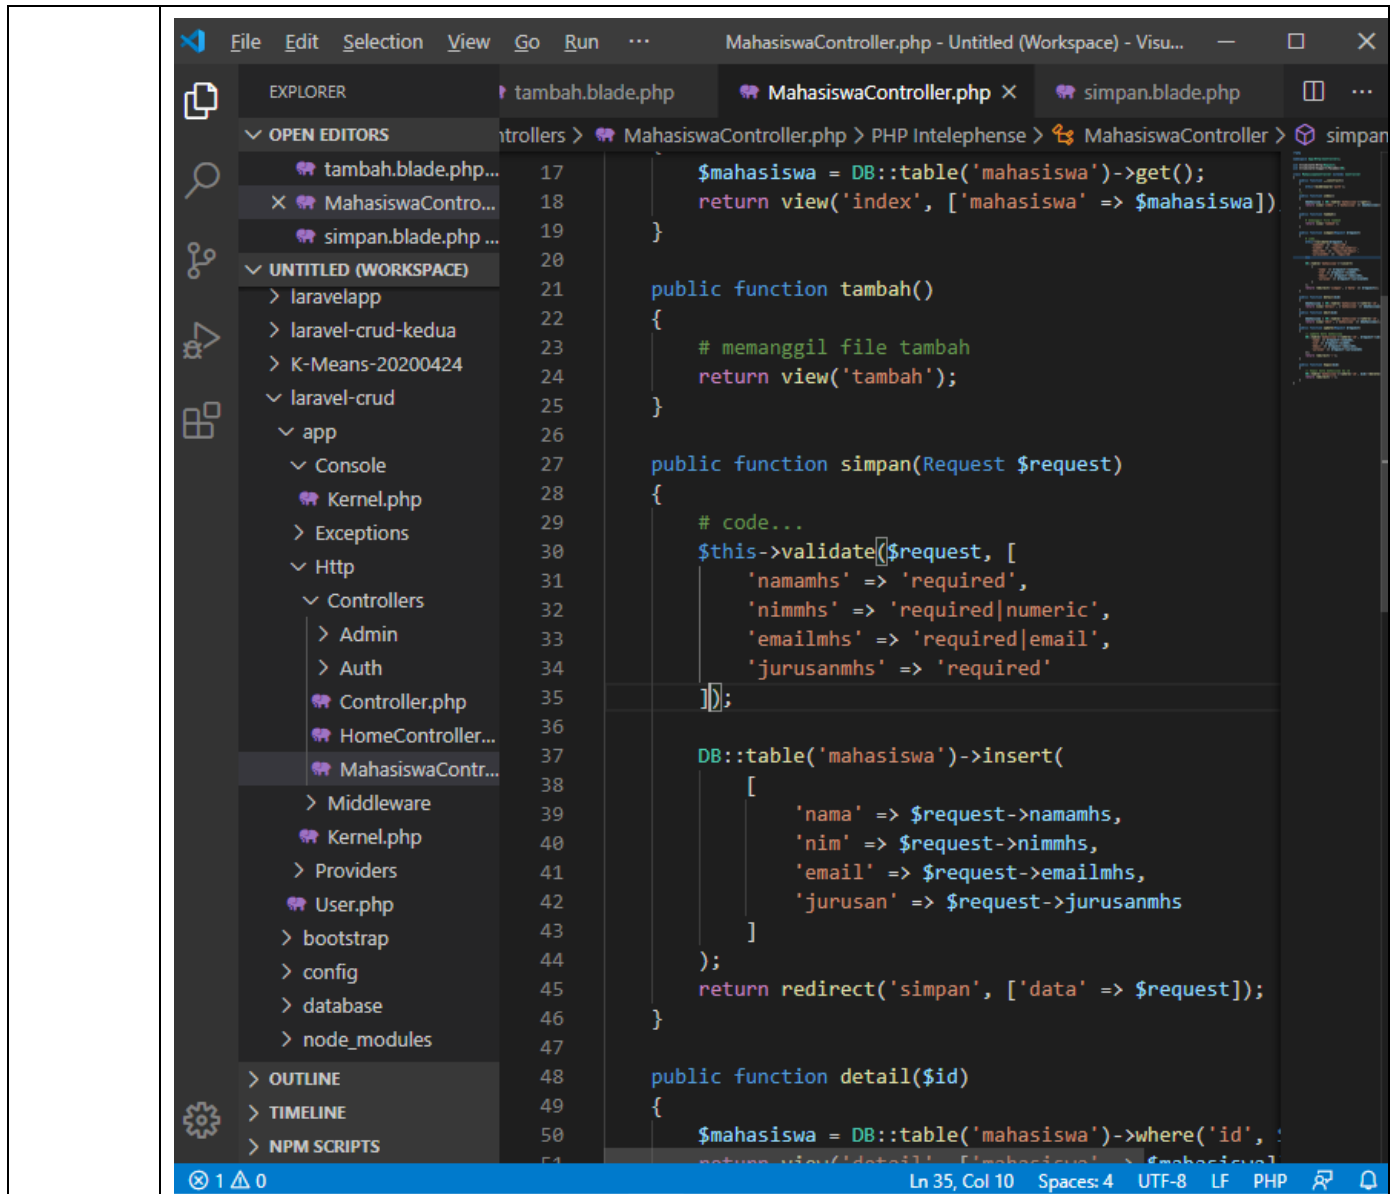 File Edit Selection View Go Run ··· MahasiswaController.php - Untitled (Workspace) - Visu...
EXPLORER
tambah.blade.php MahasiswaController.php simpan.blade.php ···
OPEN EDITORS
tambah.blade.php...
MahasiswaContro...
simpan.blade.php ...
UNTITLED (WORKSPACE)
laravelapp
laravel-crud-kedua
K-Means-20200424
laravel-crud
app
Console
Kernel.php
Exceptions
Http
Controllers
Admin
Auth
Controller.php
HomeController...
MahasiswaContr...
Middleware
Kernel.php
Providers
User.php
bootstrap
config
database
node_modules
OUTLINE
TIMELINE
NPM SCRIPTS
ntrollers > MahasiswaController.php > PHP Intelephense > MahasiswaController > simpan
17 $mahasiswa = DB::table('mahasiswa')->get();
18 return view('index', ['mahasiswa' => $mahasiswa])
19 }
20
21 public function tambah()
22 {
23 # memanggil file tambah
24 return view('tambah');
25 }
26
27 public function simpan(Request $request)
28 {
29 # code...
30 $this->validate($request, [
31 'namamhs' => 'required',
32 'nimmhs' => 'required|numeric',
33 'emailmhs' => 'required|email',
34 'jurusanmhs' => 'required'
35 ]);
36
37 DB::table('mahasiswa')->insert(
38 [
39 'nama' => $request->namamhs,
40 'nim' => $request->nimmhs,
41 'email' => $request->emailmhs,
42 'jurusan' => $request->jurusanmhs
43 ]
44 );
45 return redirect('simpan', ['data' => $request]);
46 }
47
48 public function detail($id)
49 {
50 $mahasiswa = DB::table('mahasiswa')->where('id',
51 return view('detail', ['mahasiswa' => $mahasiswa]
1 0 Ln 35, Col 10 Spaces: 4 UTF-8 LF PHP